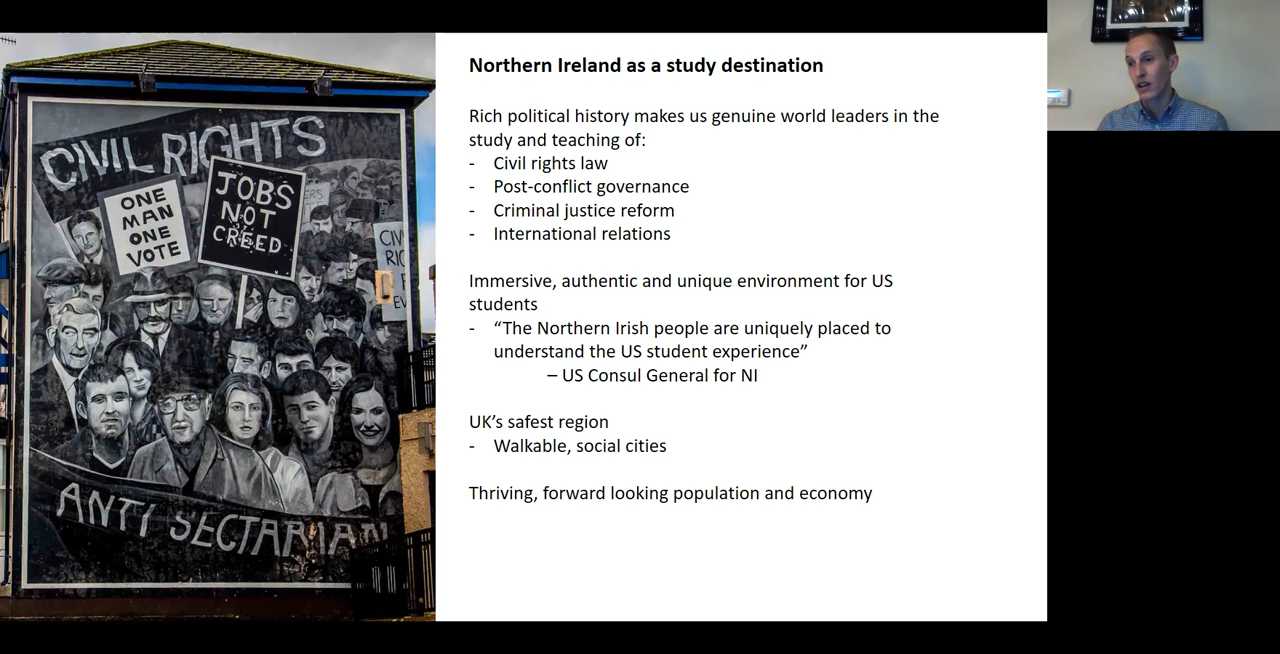 CIVIL RIGHTS
ONE
MAN
ONE
VOTE
JOBS
NOT
CREED
CIV
RIG
F
EV
ANTI SECTARIAN
Northern Ireland as a study destination
Rich political history makes us genuine world leaders in the
study and teaching of:
- Civil rights law
- Post-conflict governance
- Criminal justice reform
- International relations
Immersive, authentic and unique environment for US
students
- “The Northern Irish people are uniquely placed to
understand the US student experience”
– US Consul General for NI
UK’s safest region
- Walkable, social cities
Thriving, forward looking population and economy